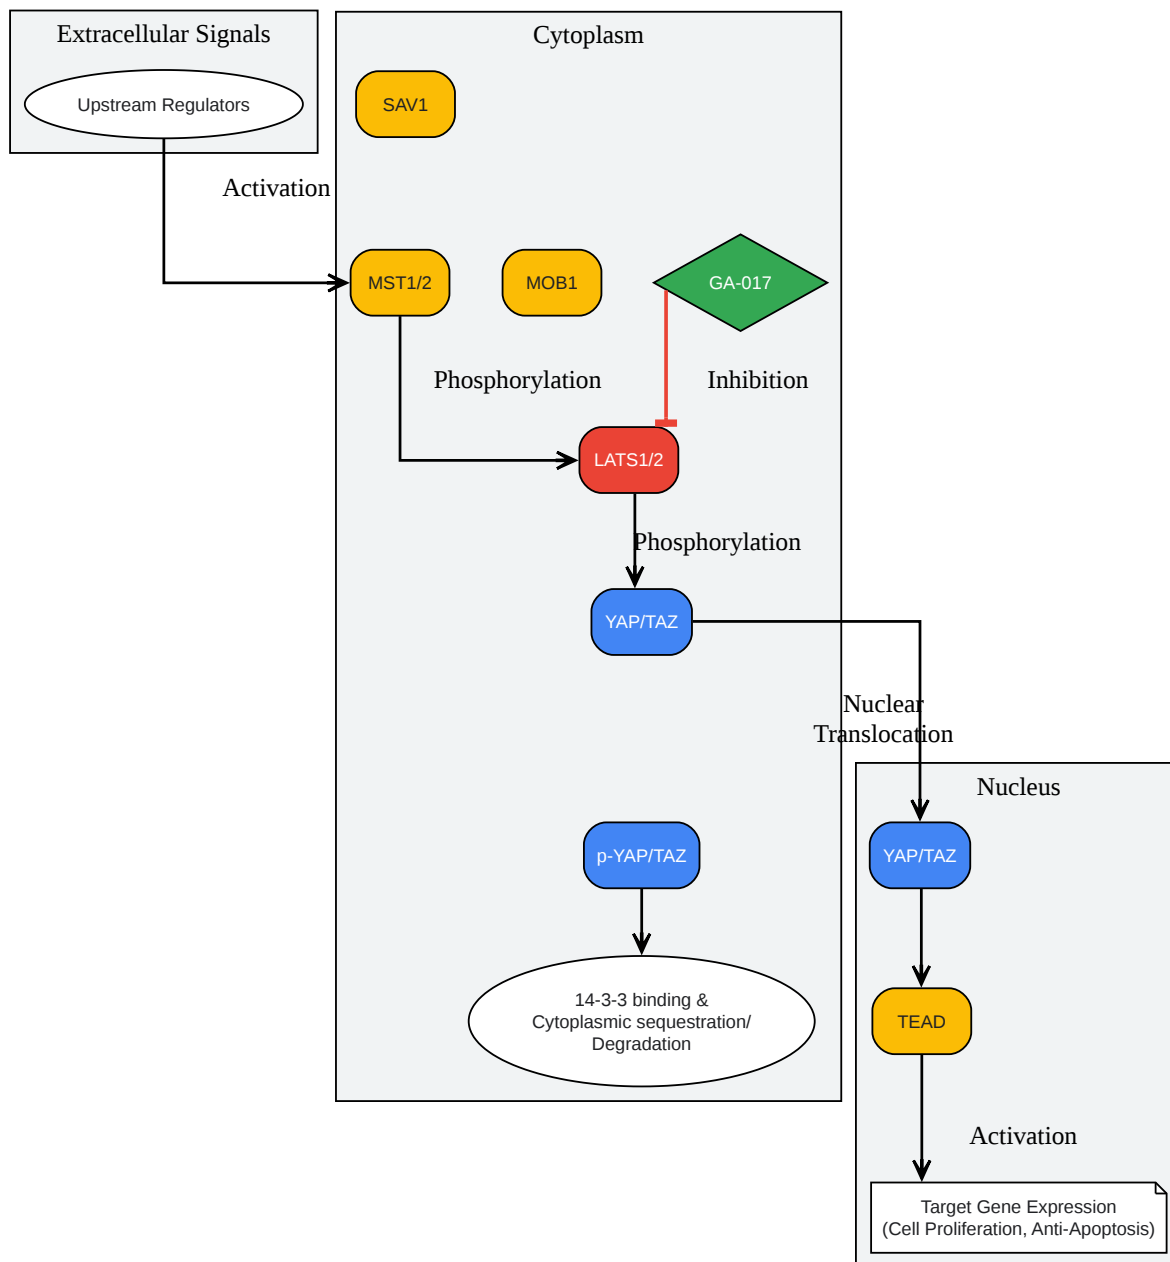 Extracellular Signals
Cytoplasm
Upstream Regulators
SAV1
Activation
MST1/2
MOB1
GA-017
Phosphorylation
Inhibition
LATS1/2
Phosphorylation
YAP/TAZ
Nuclear
Translocation
Nucleus
p-YAP/TAZ
YAP/TAZ
14-3-3 binding &
Cytoplasmic sequestration/
Degradation
TEAD
Activation
Target Gene Expression
(Cell Proliferation, Anti-Apoptosis)